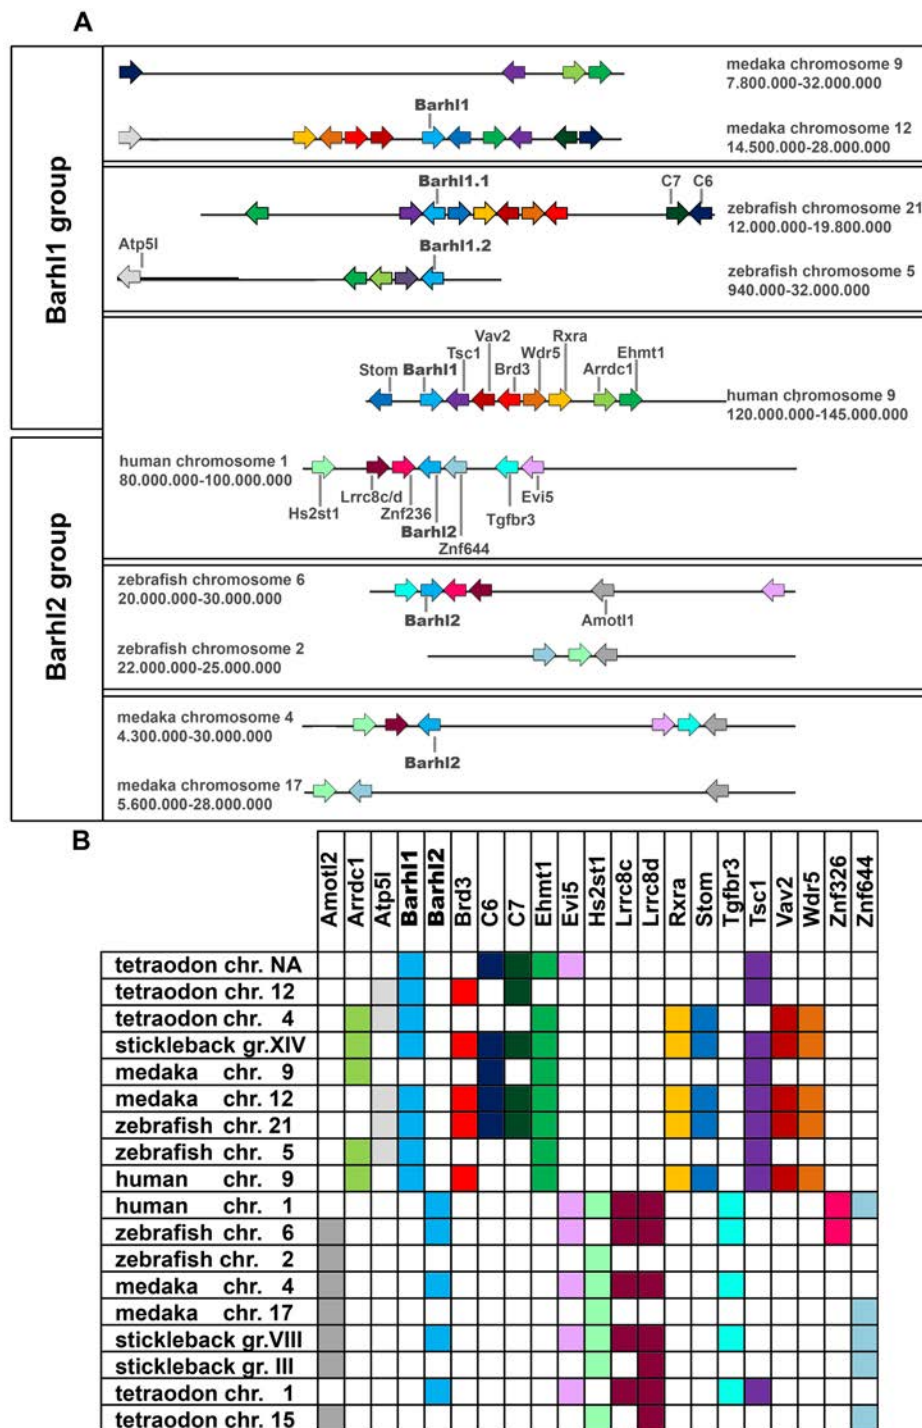 A
medaka chromosome 9
7.800.000-32.000.000
Barhl1
medaka chromosome 12
14.500.000-28.000.000
Barhl1.1
C7
C6
zebrafish chromosome 21
12.000.000-19.800.000
Atp5l
Barhl1.2
zebrafish chromosome 5
940.000-32.000.000
Barhl1 group
Vav2
Rxra
Tsc1
Wdr5
Ehmt1
Stom
Barhl1
Brd3
Arrdc1
human chromosome 9
120.000.000-145.000.000
human chromosome 1
80.000.000-100.000.000
Lrrc8c/d
Evi5
Hs2st1
Znf236
Tgfbr3
Barhl2
Znf644
Barhl2 group
zebrafish chromosome 6
20.000.000-30.000.000
Barhl2
Amotl1
zebrafish chromosome 2
22.000.000-25.000.000
medaka chromosome 4
4.300.000-30.000.000
Barhl2
medaka chromosome 17
5.600.000-28.000.000
B
Amotl2
Arrdc1
Atp5l
Barhl1
Barhl2
Brd3
C6
C7
Ehmt1
Evi5
Hs2st1
Lrrc8c
Lrrc8d
Rxra
Stom
Tgfbr3
Tsc1
Vav2
Wdr5
Znf326
Znf644
tetraodon chr. NA
tetraodon chr. 12
tetraodon chr. 4
stickleback gr.XIV
medaka chr. 9
medaka chr. 12
zebrafish chr. 21
zebrafish chr. 5
human chr. 9
human chr. 1
zebrafish chr. 6
zebrafish chr. 2
medaka chr. 4
medaka chr. 17
stickleback gr.VIII
stickleback gr. III
tetraodon chr. 1
tetraodon chr. 15